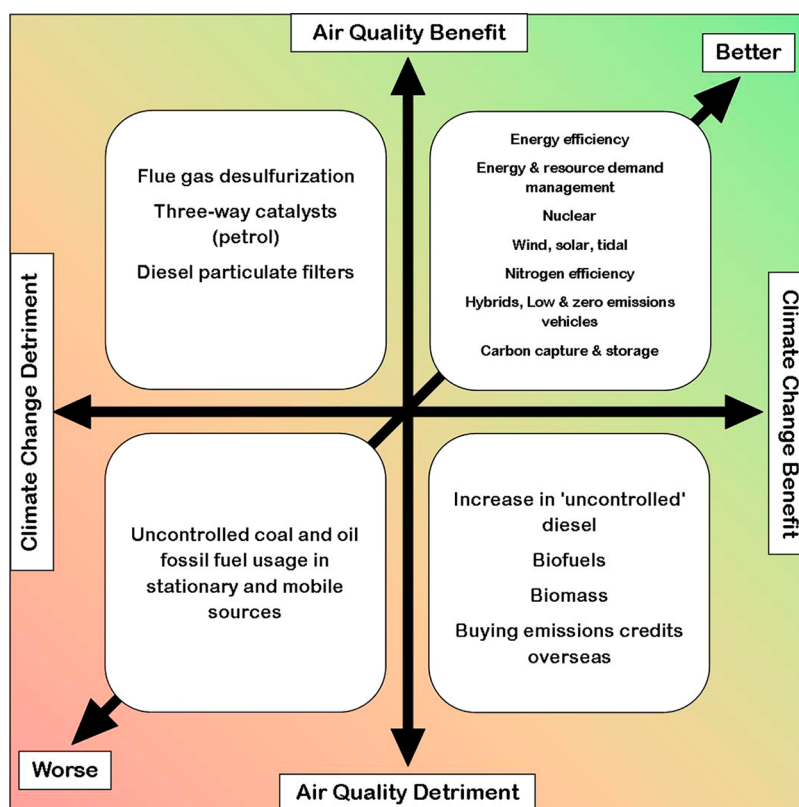 Air Quality Benefit
Better
Flue gas desulfurization
Three-way catalysts
(petrol)
Diesel particulate filters
Energy efficiency
Energy & resource demand
management
Nuclear
Wind, solar, tidal
Nitrogen efficiency
Hybrids, Low & zero emissions
vehicles
Carbon capture & storage
Climate Change Detriment
Climate Change Benefit
Uncontrolled coal and oil
fossil fuel usage in
stationary and mobile
sources
Increase in 'uncontrolled'
diesel
Biofuels
Biomass
Buying emissions credits
overseas
Worse
Air Quality Detriment